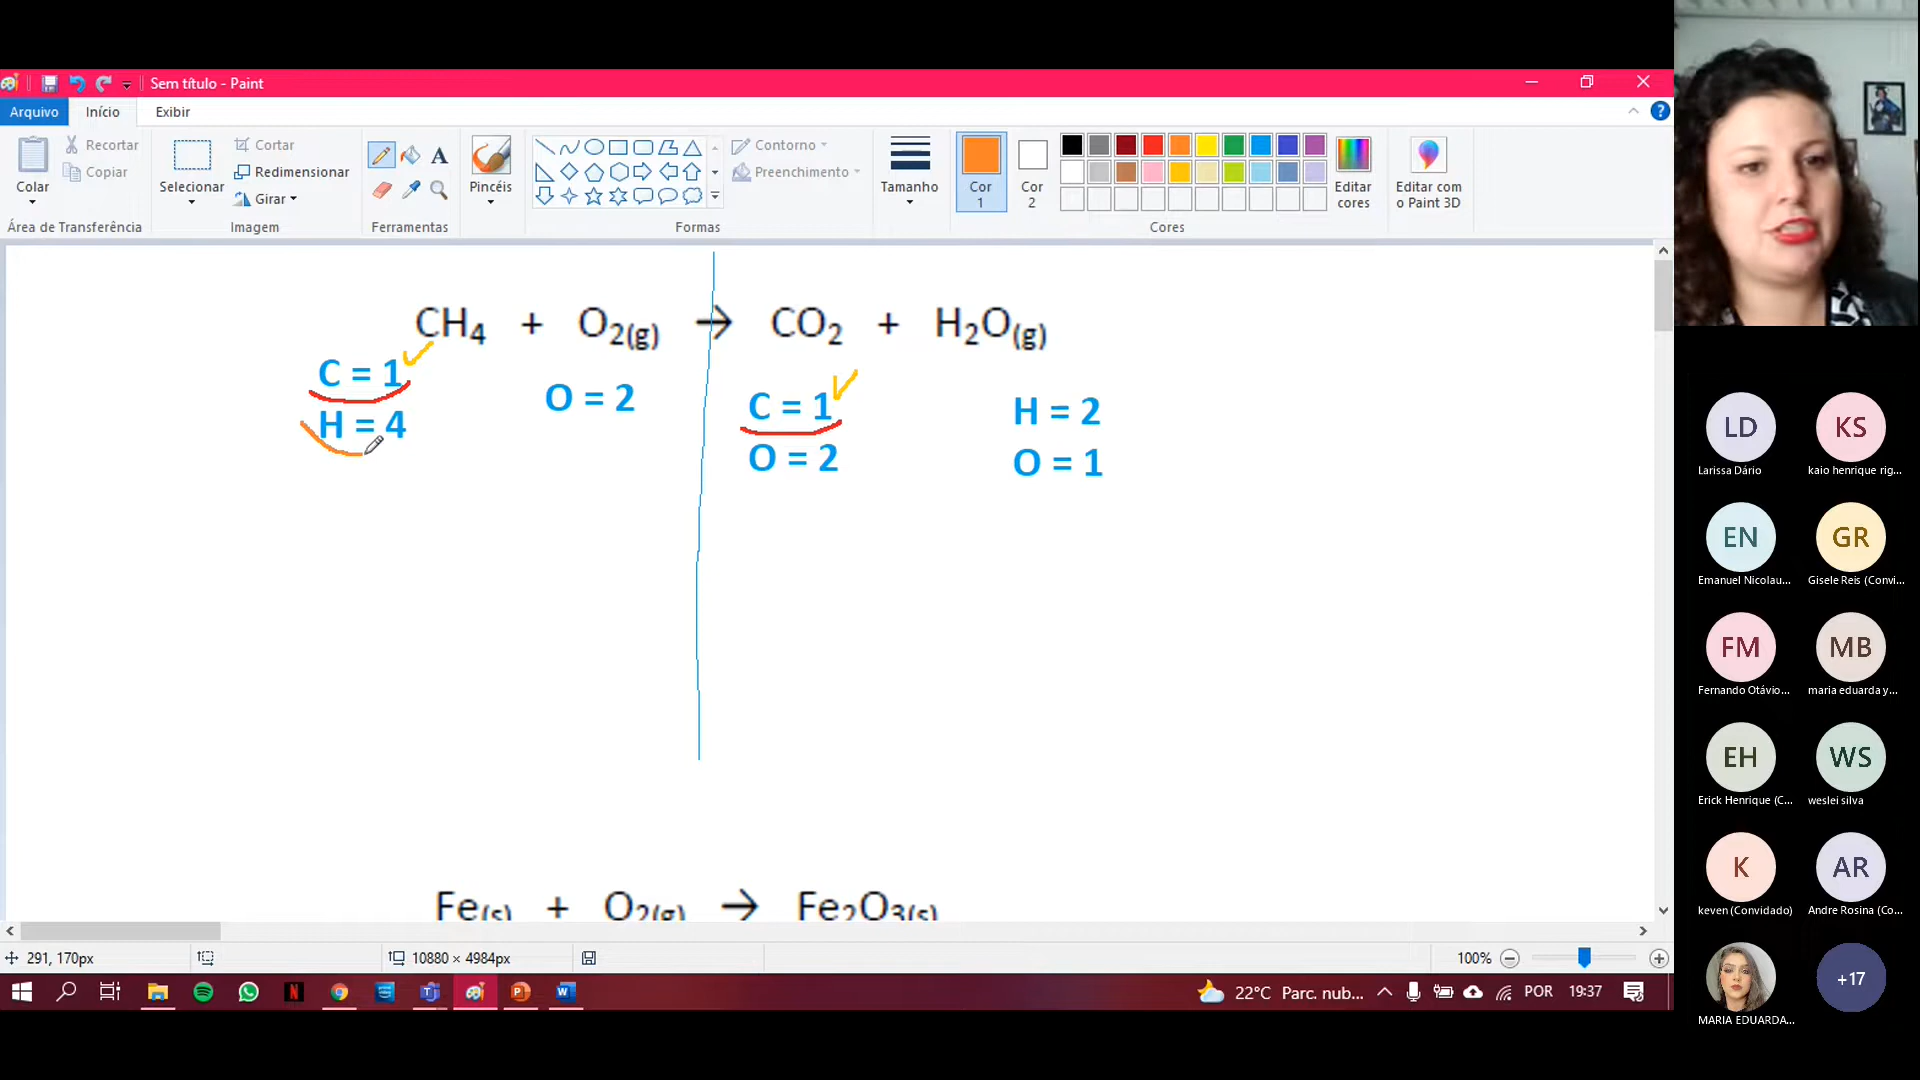 Sem título - Paint
Arquivo Início Exibir
Colar
Recortar
Copiar
Área de Transferência
Selecionar
Cortar
Redimensionar
Girar
Imagem
A
Ferramentas
Pincéis
Contorno
Preenchimento
Formas
Tamanho
Cor 1
Cor 2
Editar cores
Editar com o Paint 3D
Cores
CH₄ + O₂(g) → CO₂ + H₂O(g)
C = 1
H = 4
O = 2
C = 1
O = 2
H = 2
O = 1
Fe(s) + O₂(g) → Fe₂O₃(s)
291, 170px
10880 × 4984px
100%
22°C Parc. nub...
POR
19:37
LD
Larissa Dário
KS
kaio henrique rig...
EN
Emanuel Nicolau...
GR
Gisele Reis (Convi...
FM
Fernando Otávio...
MB
maria eduarda y...
EH
Erick Henrique (C...
WS
weslei silva
K
keven (Convidado)
AR
Andre Rosina (Co...
MARIA EDUARDA...
+17